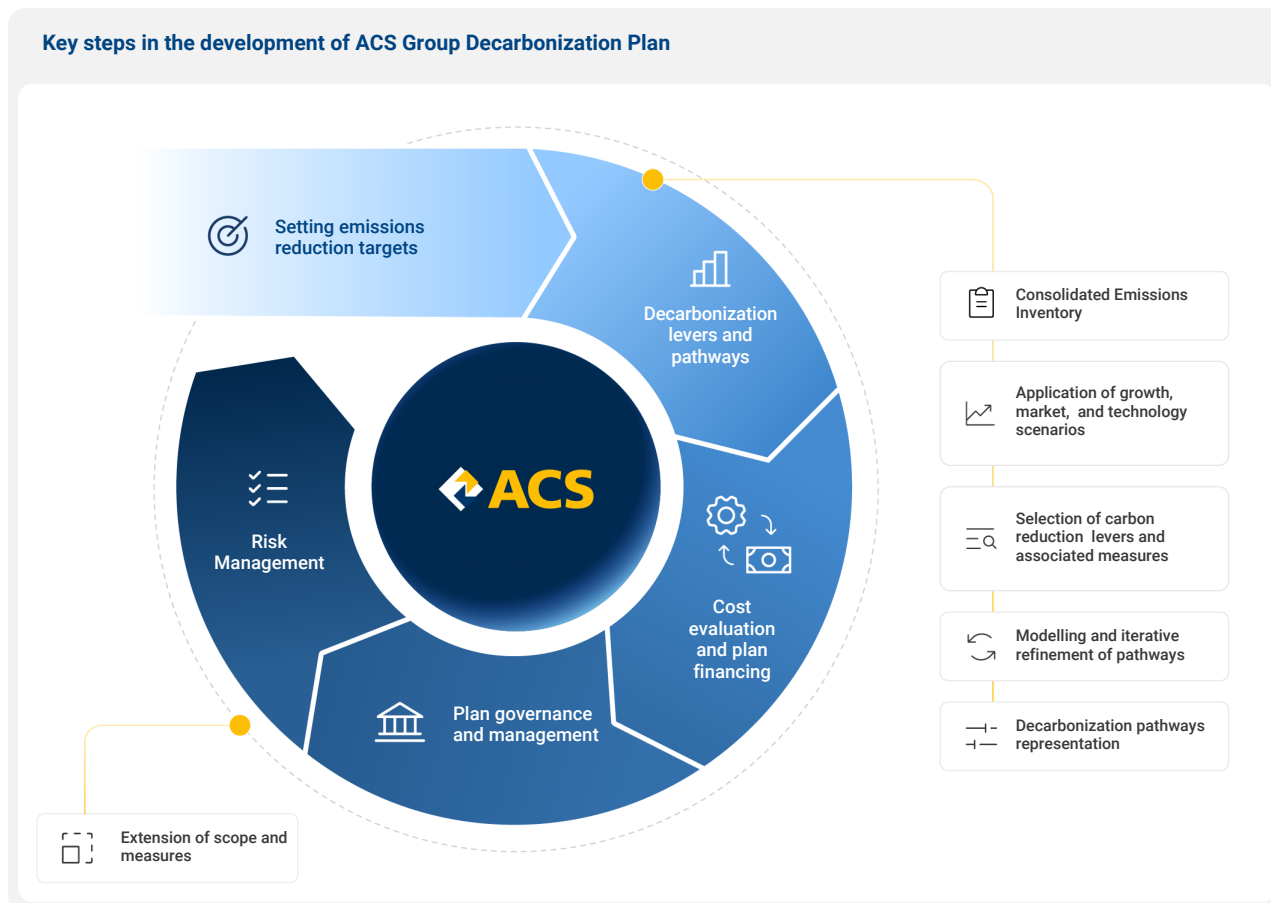 Key steps in the development of ACS Group Decarbonization Plan
Setting emissions
reduction targets
Decarbonization
levers and
pathways
Cost
evaluation
and plan
financing
Plan governance
and management
Risk
Management
ACS
Consolidated Emissions
Inventory
Application of growth,
market, and technology
scenarios
Selection of carbon
reduction levers and
associated measures
Modelling and iterative
refinement of pathways
Decarbonization pathways
representation
Extension of scope and
measures